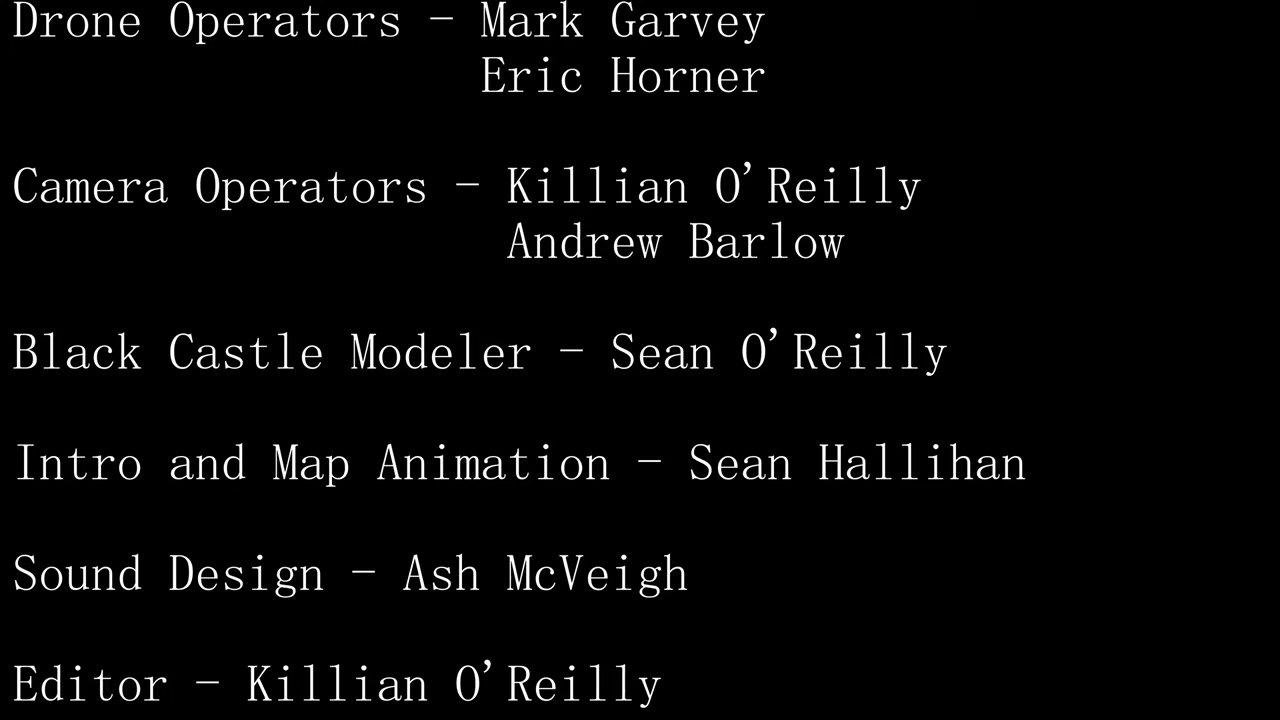 Drone Operators - Mark Garvey
Eric Horner
Camera Operators - Killian O'Reilly
Andrew Barlow
Black Castle Modeler - Sean O'Reilly
Intro and Map Animation - Sean Hallihan
Sound Design - Ash McVeigh
Editor - Killian O'Reilly